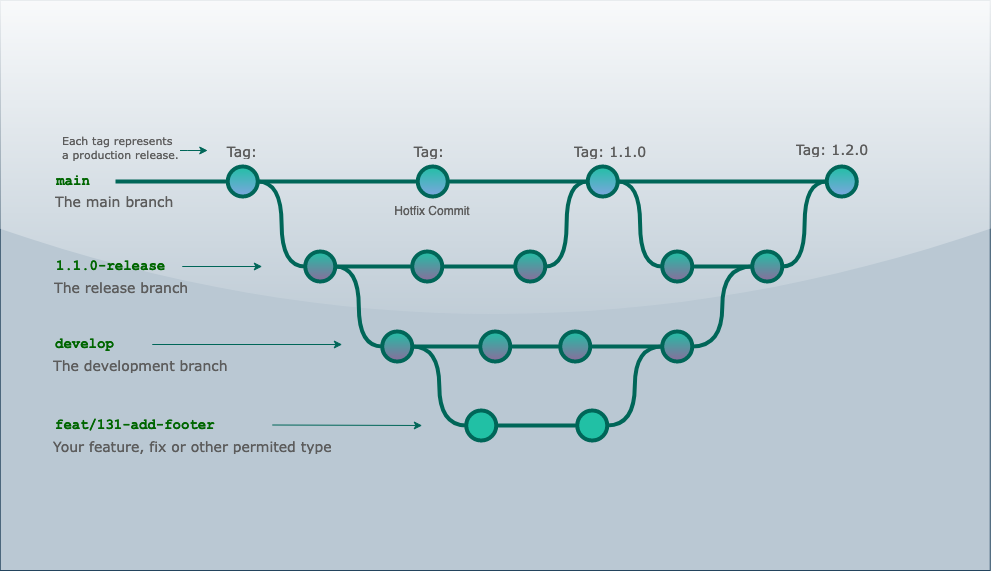 Each tag represents
a production release.
Tag:
Tag:
Tag: 1.1.0
Tag: 1.2.0
main
The main branch
Hotfix Commit
1.1.0-release
The release branch
develop
The development branch
feat/131-add-footer
Your feature, fix or other permited type